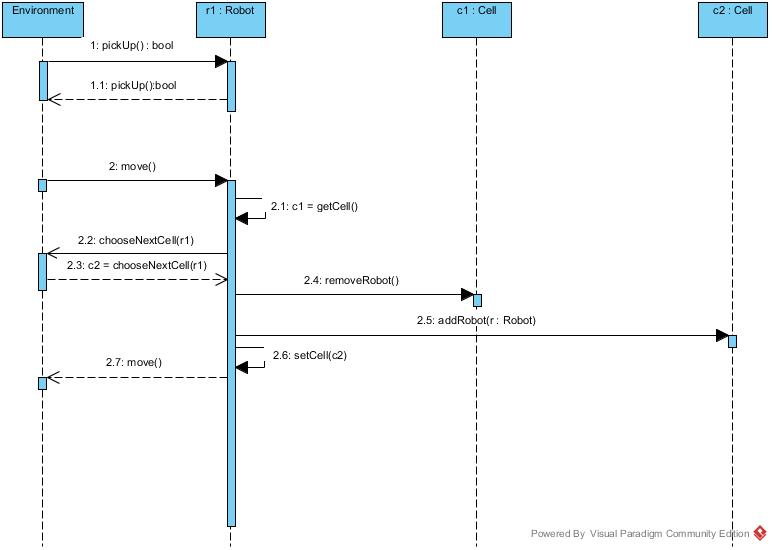 Environment
r1 : Robot
c1 : Cell
c2 : Cell
1: pickUp() : bool
1.1: pickUp():bool
2: move()
2.1: c1 = getCell()
2.2: chooseNextCell(r1)
2.3: c2 = chooseNextCell(r1)
2.4: removeRobot()
2.5: addRobot(r : Robot)
2.6: setCell(c2)
2.7: move()
Powered By Visual Paradigm Community Edition